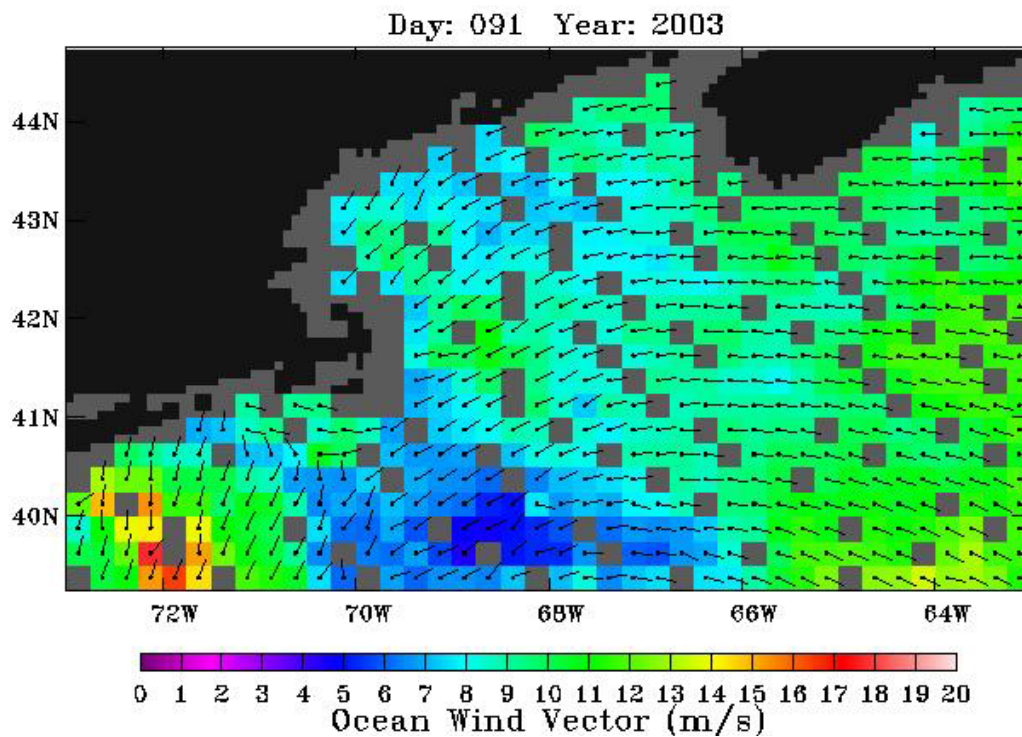 Day: 091 Year: 2003
44N
43N
42N
41N
40N
72W 70W 68W 66W 64W
0 1 2 3 4 5 6 7 8 9 10 11 12 13 14 15 16 17 18 19 20
Ocean Wind Vector (m/s)